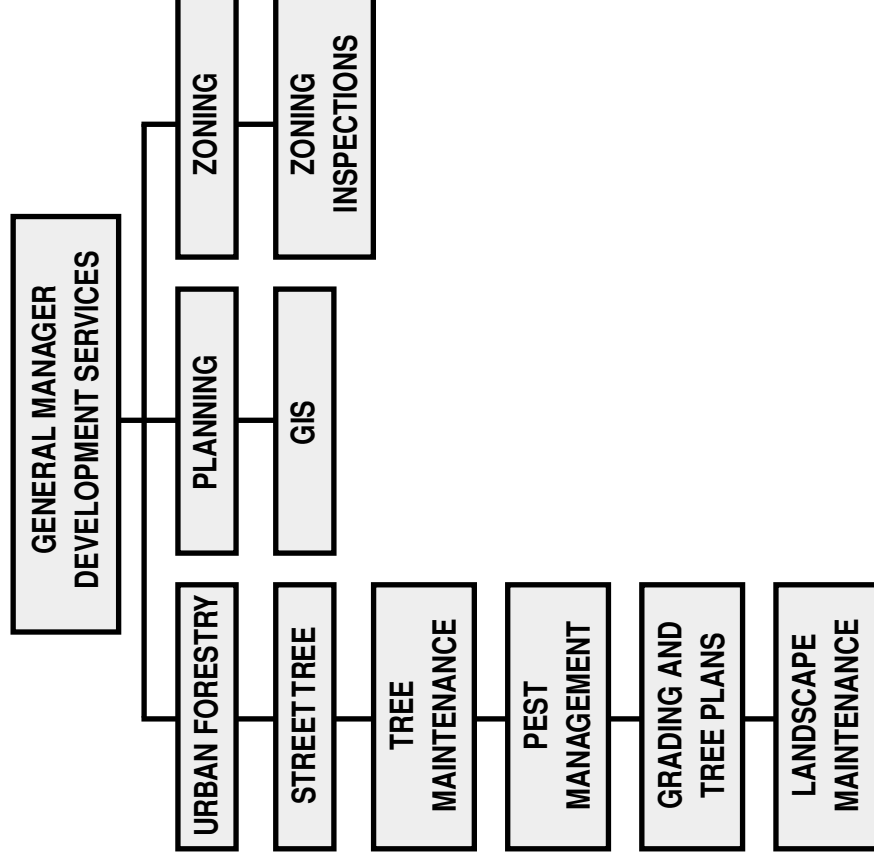 GENERAL MANAGER
DEVELOPMENT SERVICES
URBAN FORESTRY
STREET TREE
TREE
MAINTENANCE
PEST
MANAGEMENT
GRADING AND
TREE PLANS
LANDSCAPE
MAINTENANCE
PLANNING
GIS
ZONING
ZONING
INSPECTIONS